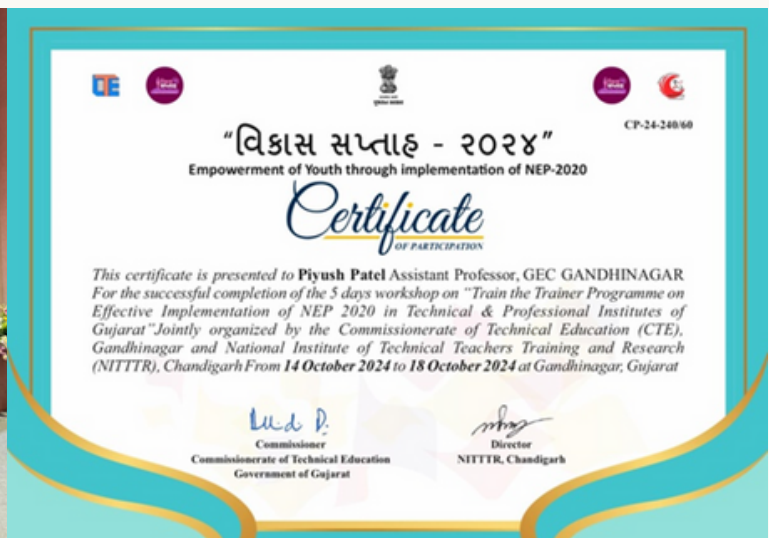 CP-24-240/60
“વિકાસ સપ્તાહ - ૨૦૨૪”
Empowerment of Youth through implementation of NEP-2020
Certificate
OF PARTICIPATION
This certificate is presented to Piyush Patel Assistant Professor, GEC GANDHINAGAR
For the successful completion of the 5 days workshop on “Train the Trainer Programme on
Effective Implementation of NEP 2020 in Technical & Professional Institutes of
Gujarat”Jointly organized by the Commissionerate of Technical Education (CTE),
Gandhinagar and National Institute of Technical Teachers Training and Research
(NITTTR), Chandigarh From 14 October 2024 to 18 October 2024 at Gandhinagar, Gujarat
Commissioner
Commissionerate of Technical Education
Government of Gujarat
Director
NITTTR, Chandigarh